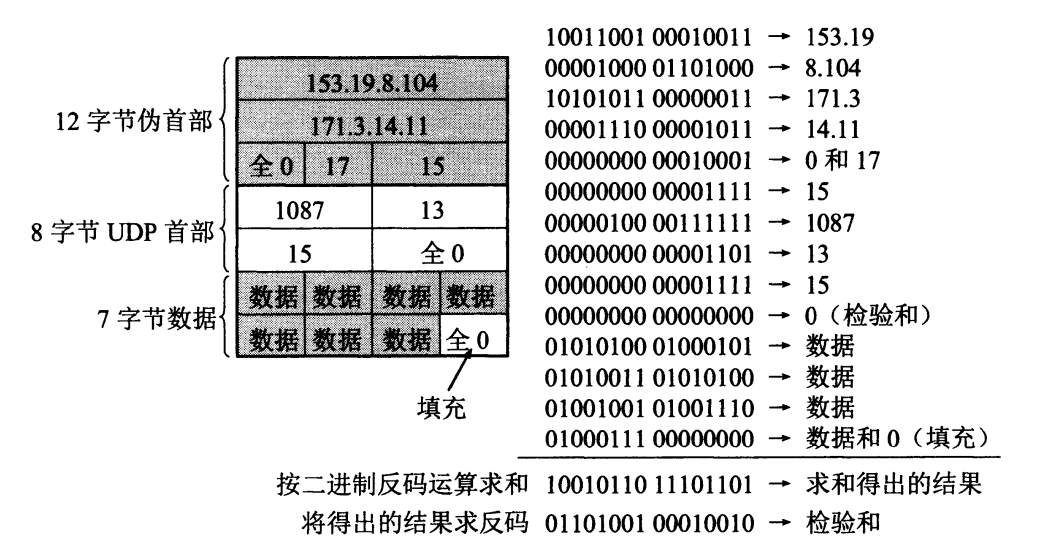 12 字节伪首部
153.19.8.104
171.3.14.11
全 0 17 15
8 字节 UDP 首部
1087 13
15 全 0
7 字节数据
数据 数据 数据 数据
数据 数据 数据 全 0
填充
10011001 00010011 → 153.19
00001000 01101000 → 8.104
10101011 00000011 → 171.3
00001110 00001011 → 14.11
00000000 00010001 → 0 和 17
00000000 00001111 → 15
00000100 00111111 → 1087
00000000 00001101 → 13
00000000 00001111 → 15
00000000 00000000 → 0（检验和）
01010100 01000101 → 数据
01010011 01010100 → 数据
01001001 01001110 → 数据
01000111 00000000 → 数据和 0（填充）
按二进制反码运算求和 10010110 11101101 → 求和得出的结果
将得出的结果求反码 01101001 00010010 → 检验和